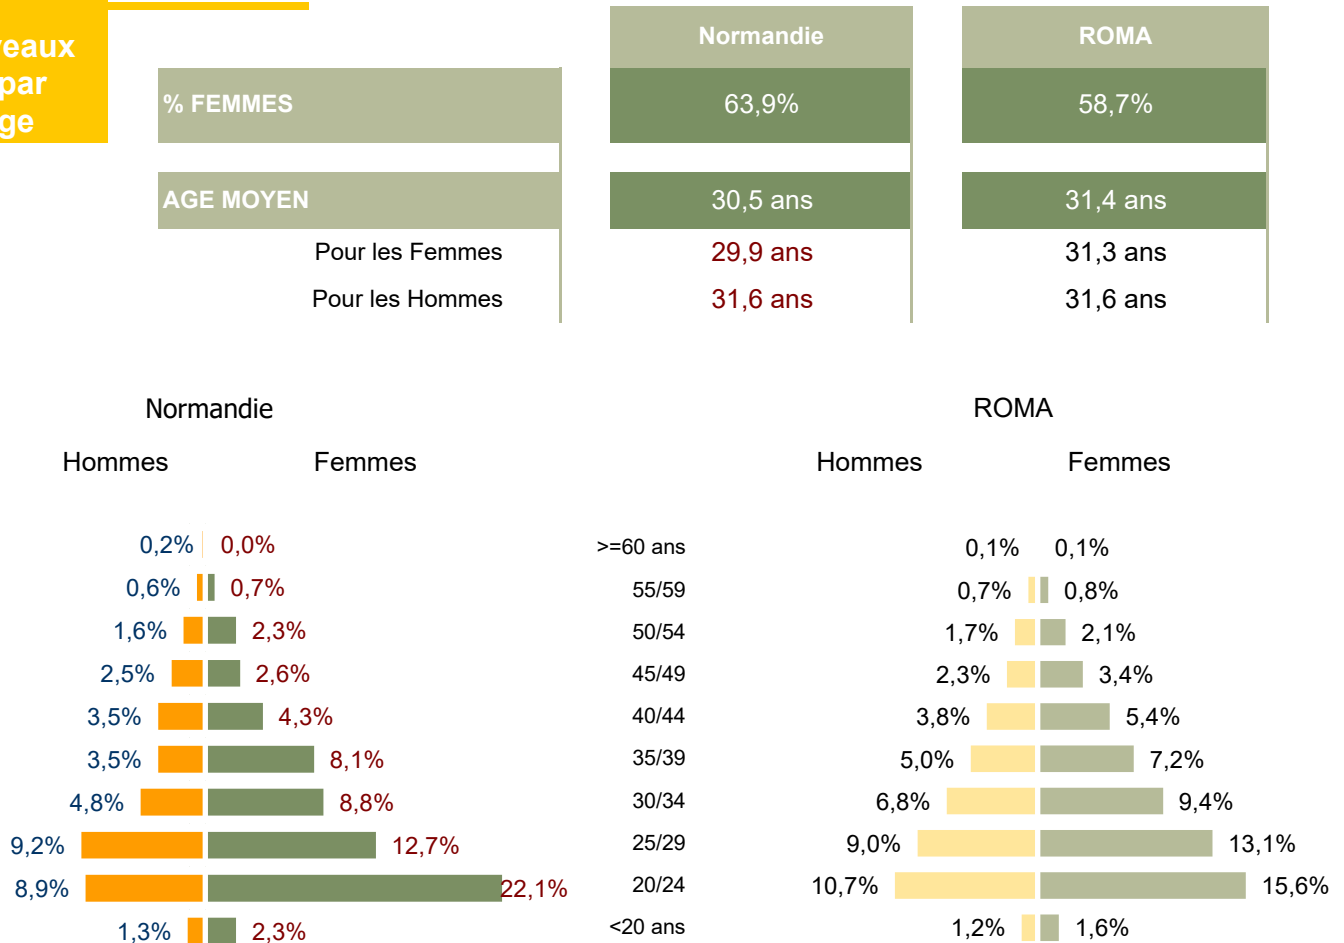 Normandie ROMA
% FEMMES 63,9% 58,7%
AGE MOYEN 30,5 ans 31,4 ans
Pour les Femmes 29,9 ans 31,3 ans
Pour les Hommes 31,6 ans 31,6 ans
par
Normandie ROMA
Hommes Femmes Hommes Femmes
0,2% 0,0% >=60 ans 0,1% 0,1%
0,6% 0,7% 55/59 0,7% 0,8%
1,6% 2,3% 50/54 1,7% 2,1%
2,5% 2,6% 45/49 2,3% 3,4%
3,5% 4,3% 40/44 3,8% 5,4%
3,5% 8,1% 35/39 5,0% 7,2%
4,8% 8,8% 30/34 6,8% 9,4%
9,2% 12,7% 25/29 9,0% 13,1%
8,9% 22,1% 20/24 10,7% 15,6%
1,3% 2,3% <20 ans 1,2% 1,6%